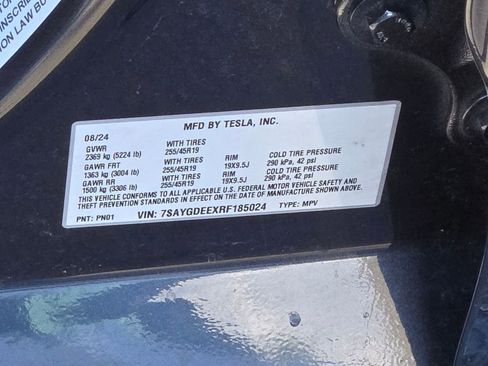 INSCRI
ON LAW BO
MFD BY TESLA, INC.
08/24
GVWR WITH TIRES
2369 kg (5224 lb) 255/45R19 RIM COLD TIRE PRESSURE
GAWR FRT WITH TIRES 19X9.5J 290 kPa, 42 psi
1363 kg (3004 lb) 255/45R19 RIM COLD TIRE PRESSURE
GAWR RR WITH TIRES 19X9.5J 290 kPa, 42 psi
1500 kg (3306 lb) 255/45R19
THIS VEHICLE CONFORMS TO ALL APPLICABLE U.S. FEDERAL MOTOR VEHICLE SAFETY AND
THEFT PREVENTION STANDARDS IN EFFECT ON THE DATE OF MANUFACTURE SHOWN ABOVE.
PNT: PN01 VIN: 7SAYGDEEXRF185024 TYPE: MPV